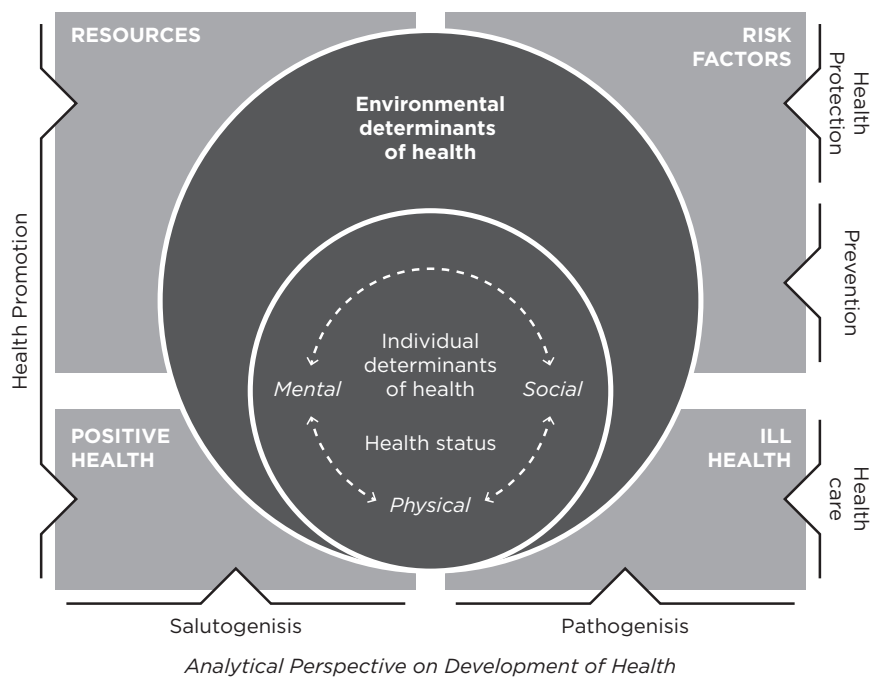 RESOURCES
RISK
FACTORS
Health
Protection
Environmental
determinants
of health
Health Promotion
Prevention
Individual
determinants
of health
Mental
Social
Health status
Physical
POSITIVE
HEALTH
ILL
HEALTH
Health
care
Salutogenisis
Pathogenisis
Analytical Perspective on Development of Health